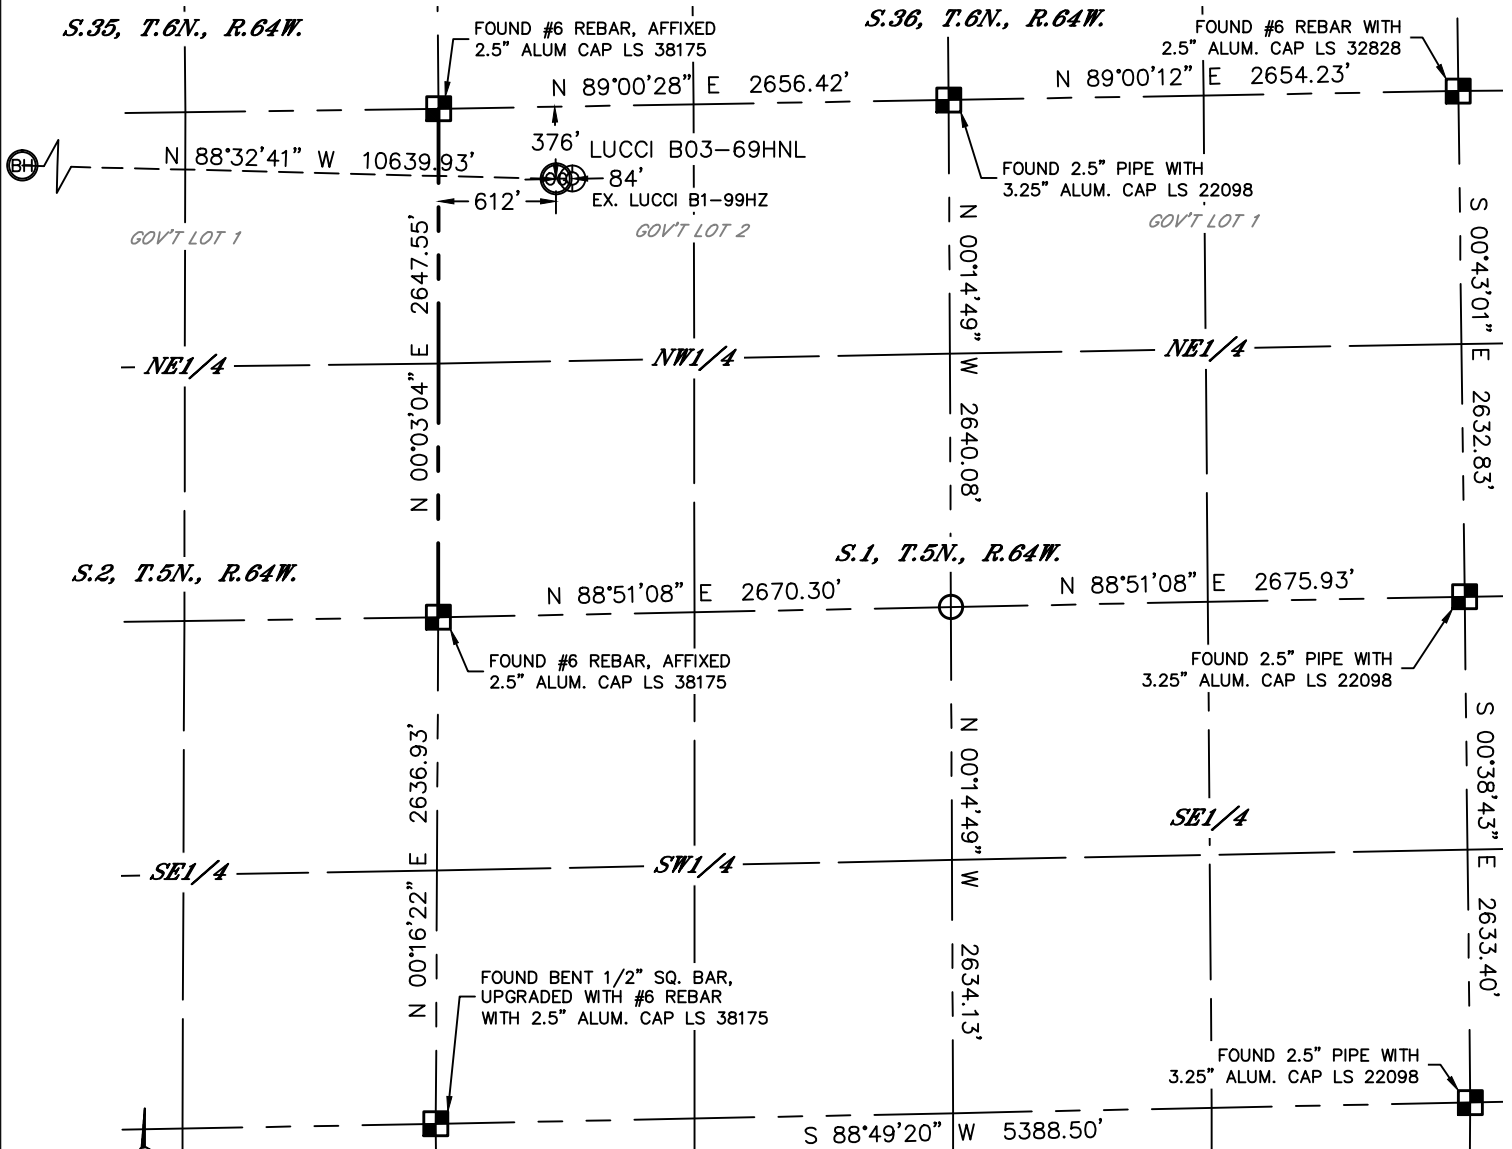 S.35, T.6N., R.64W.
FOUND #6 REBAR, AFFIXED
2.5" ALUM CAP LS 38175
S.36, T.6N., R.64W.
FOUND #6 REBAR WITH
2.5" ALUM. CAP LS 32828
N 89°00'28" E 2656.42'
N 89°00'12" E 2654.23'
376'
LUCCI B03-69HNL
BH
N 88°32'41" W 10639.93'
84'
612'
EX. LUCCI B1-99HZ
FOUND 2.5" PIPE WITH
3.25" ALUM. CAP LS 22098
GOV'T LOT 1
GOV'T LOT 2
GOV'T LOT 1
N 00°03'04" E 2647.55'
N 00°14'49" W 2640.08'
S 00°43'01" E 2632.83'
NE1/4
NW1/4
NE1/4
S.2, T.5N., R.64W.
S.1, T.5N., R.64W.
N 88°51'08" E 2670.30'
N 88°51'08" E 2675.93'
FOUND #6 REBAR, AFFIXED
2.5" ALUM. CAP LS 38175
FOUND 2.5" PIPE WITH
3.25" ALUM. CAP LS 22098
N 00°16'22" E 2636.93'
N 00°14'49" W 2634.13'
S 00°38'43" E 2633.40'
SE1/4
SW1/4
SE1/4
FOUND BENT 1/2" SQ. BAR,
UPGRADED WITH #6 REBAR
WITH 2.5" ALUM. CAP LS 38175
FOUND 2.5" PIPE WITH
3.25" ALUM. CAP LS 22098
S 88°49'20" W 5388.50'